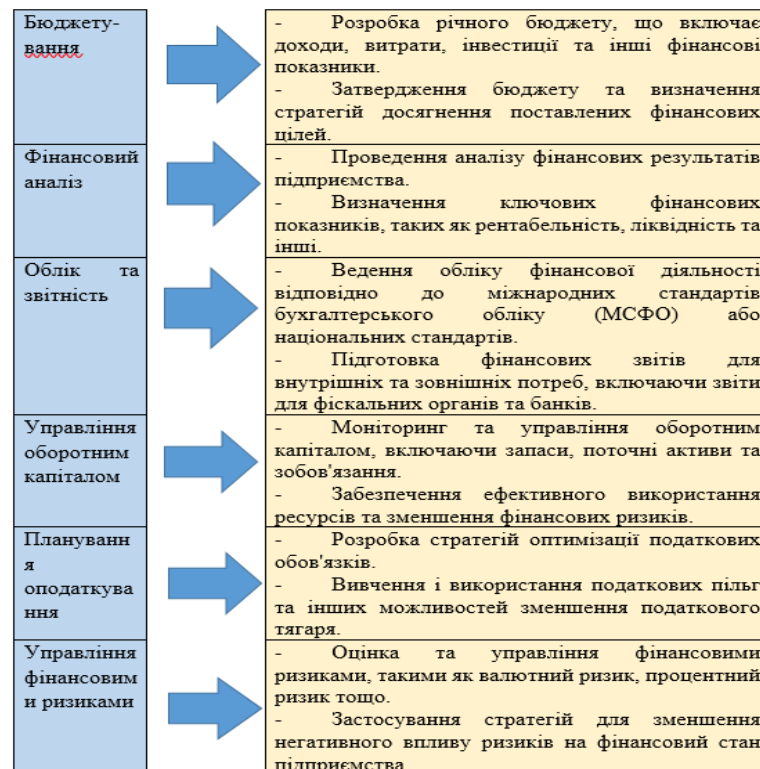 Бюджету-
вання
- Розробка річного бюджету, що включає
доходи, витрати, інвестиції та інші фінансові
показники.
- Затвердження бюджету та визначення
стратегій досягнення поставлених фінансових
цілей.
Фінансовий
аналіз
- Проведення аналізу фінансових результатів
підприємства.
- Визначення ключових фінансових
показників, таких як рентабельність, ліквідність та
інші.
Облік та
звітність
- Ведення обліку фінансової діяльності
відповідно до міжнародних стандартів
бухгалтерського обліку (МСФО) або
національних стандартів.
- Підготовка фінансових звітів для
внутрішніх та зовнішніх потреб, включаючи звіти
для фіскальних органів та банків.
Управління
оборотним
капіталом
- Моніторинг та управління оборотним
капіталом, включаючи запаси, поточні активи та
зобов'язання.
- Забезпечення ефективного використання
ресурсів та зменшення фінансових ризиків.
Плануванн
я
оподаткува
ння
- Розробка стратегій оптимізації податкових
обов'язків.
- Вивчення і використання податкових пільг
та інших можливостей зменшення податкового
тягаря.
Управління
фінансовим
и ризиками
- Оцінка та управління фінансовими
ризиками, такими як валютний ризик, процентний
ризик тощо.
- Застосування стратегій для зменшення
негативного впливу ризиків на фінансовий стан
підприємства